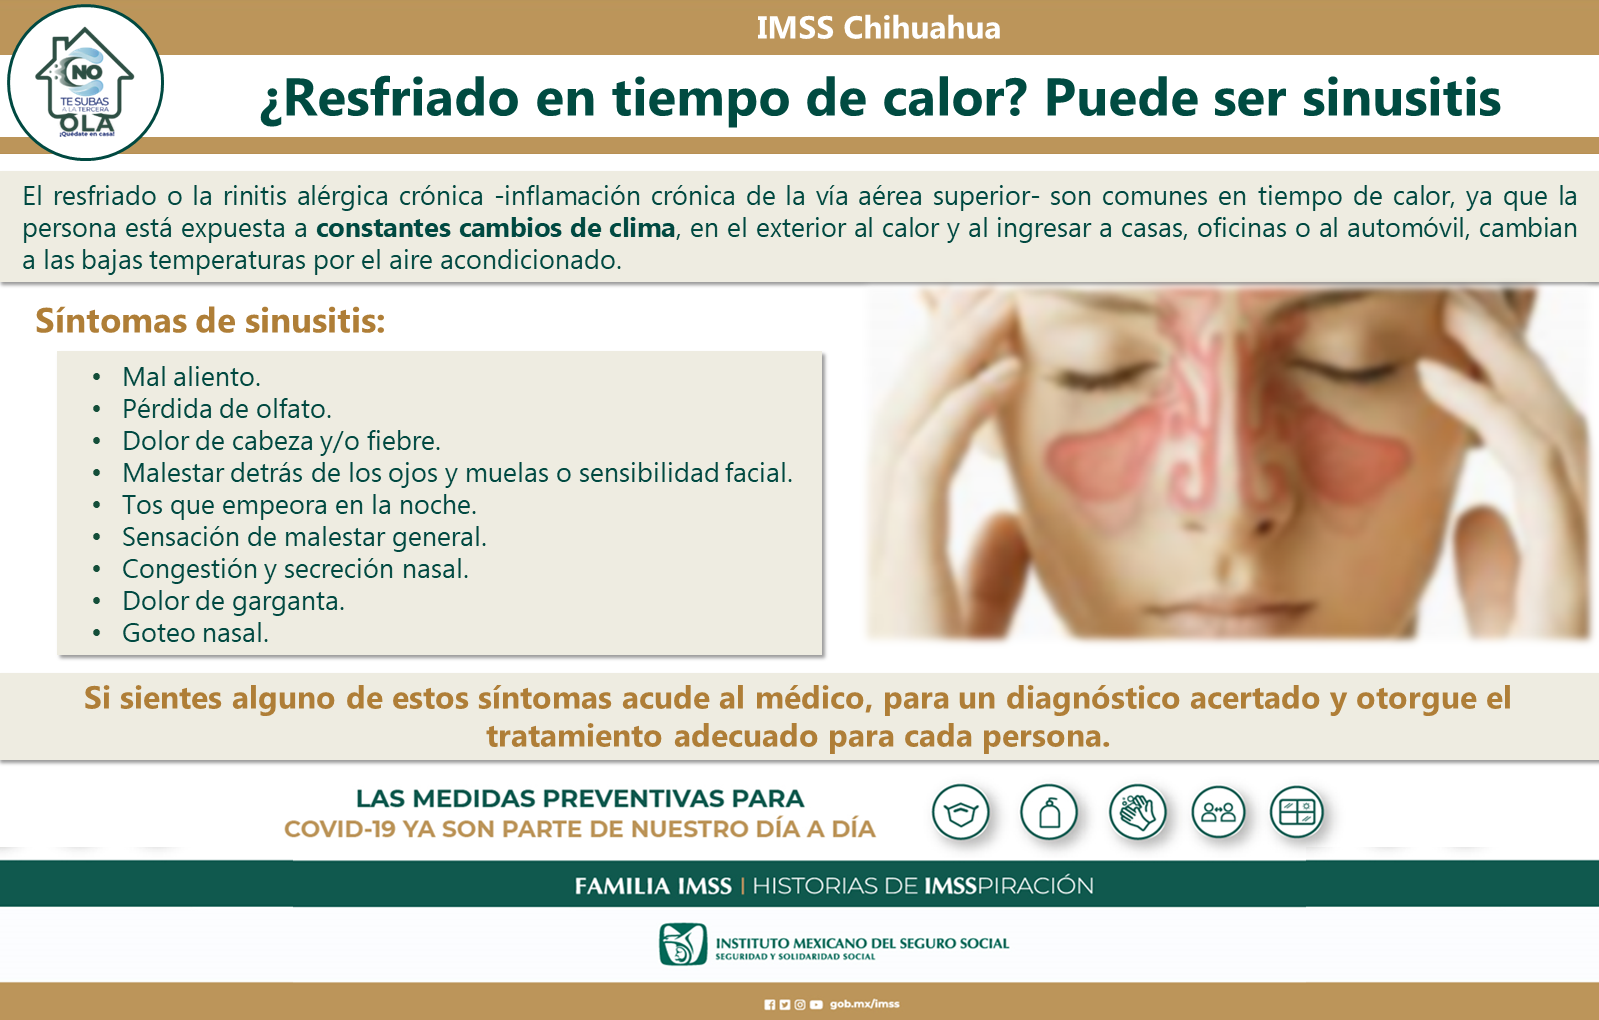 IMSS Chihuahua
NO
TE SUBAS
A LA TERCERA
OLA
¡Quédate en casa!
¿Resfriado en tiempo de calor? Puede ser sinusitis
El resfriado o la rinitis alérgica crónica -inflamación crónica de la vía aérea superior- son comunes en tiempo de calor, ya que la
persona está expuesta a constantes cambios de clima, en el exterior al calor y al ingresar a casas, oficinas o al automóvil, cambian
a las bajas temperaturas por el aire acondicionado.
Síntomas de sinusitis:
• Mal aliento.
• Pérdida de olfato.
• Dolor de cabeza y/o fiebre.
• Malestar detrás de los ojos y muelas o sensibilidad facial.
• Tos que empeora en la noche.
• Sensación de malestar general.
• Congestión y secreción nasal.
• Dolor de garganta.
• Goteo nasal.
Si sientes alguno de estos síntomas acude al médico, para un diagnóstico acertado y otorgue el
tratamiento adecuado para cada persona.
LAS MEDIDAS PREVENTIVAS PARA
COVID-19 YA SON PARTE DE NUESTRO DÍA A DÍA
FAMILIA IMSS | HISTORIAS DE IMSSPIRACIÓN
INSTITUTO MEXICANO DEL SEGURO SOCIAL
SEGURIDAD Y SOLIDARIDAD SOCIAL
gob.mx/imss